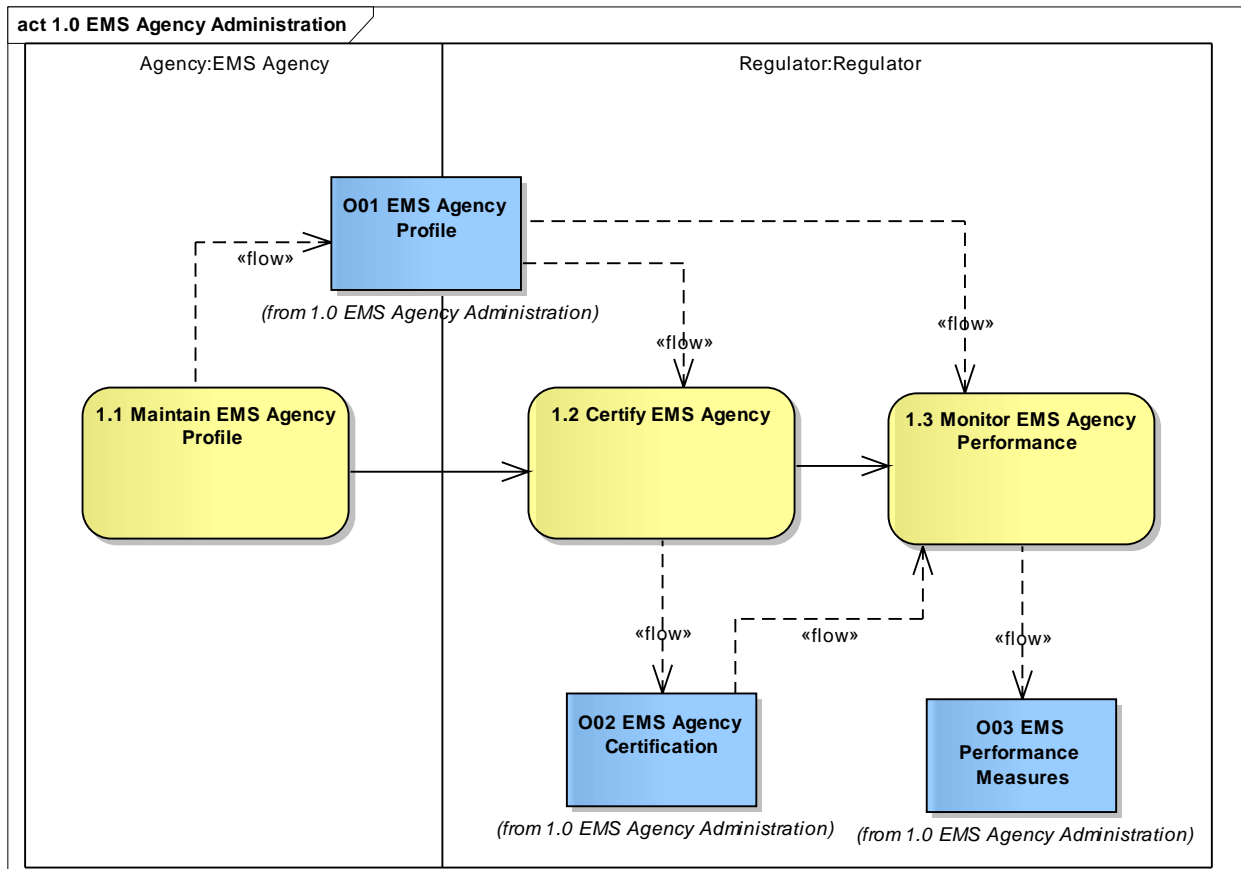 act 1.0 EMS Agency Administration
Agency:EMS Agency
Regulator:Regulator
O01 EMS Agency
Profile
«flow»
(from 1.0 EMS Agency Administration)
«flow»
«flow»
1.1 Maintain EMS Agency
Profile
1.2 Certify EMS Agency
1.3 Monitor EMS Agency
Performance
«flow»
«flow»
«flow»
O02 EMS Agency
Certification
(from 1.0 EMS Agency Administration)
O03 EMS
Performance
Measures
(from 1.0 EMS Agency Administration)